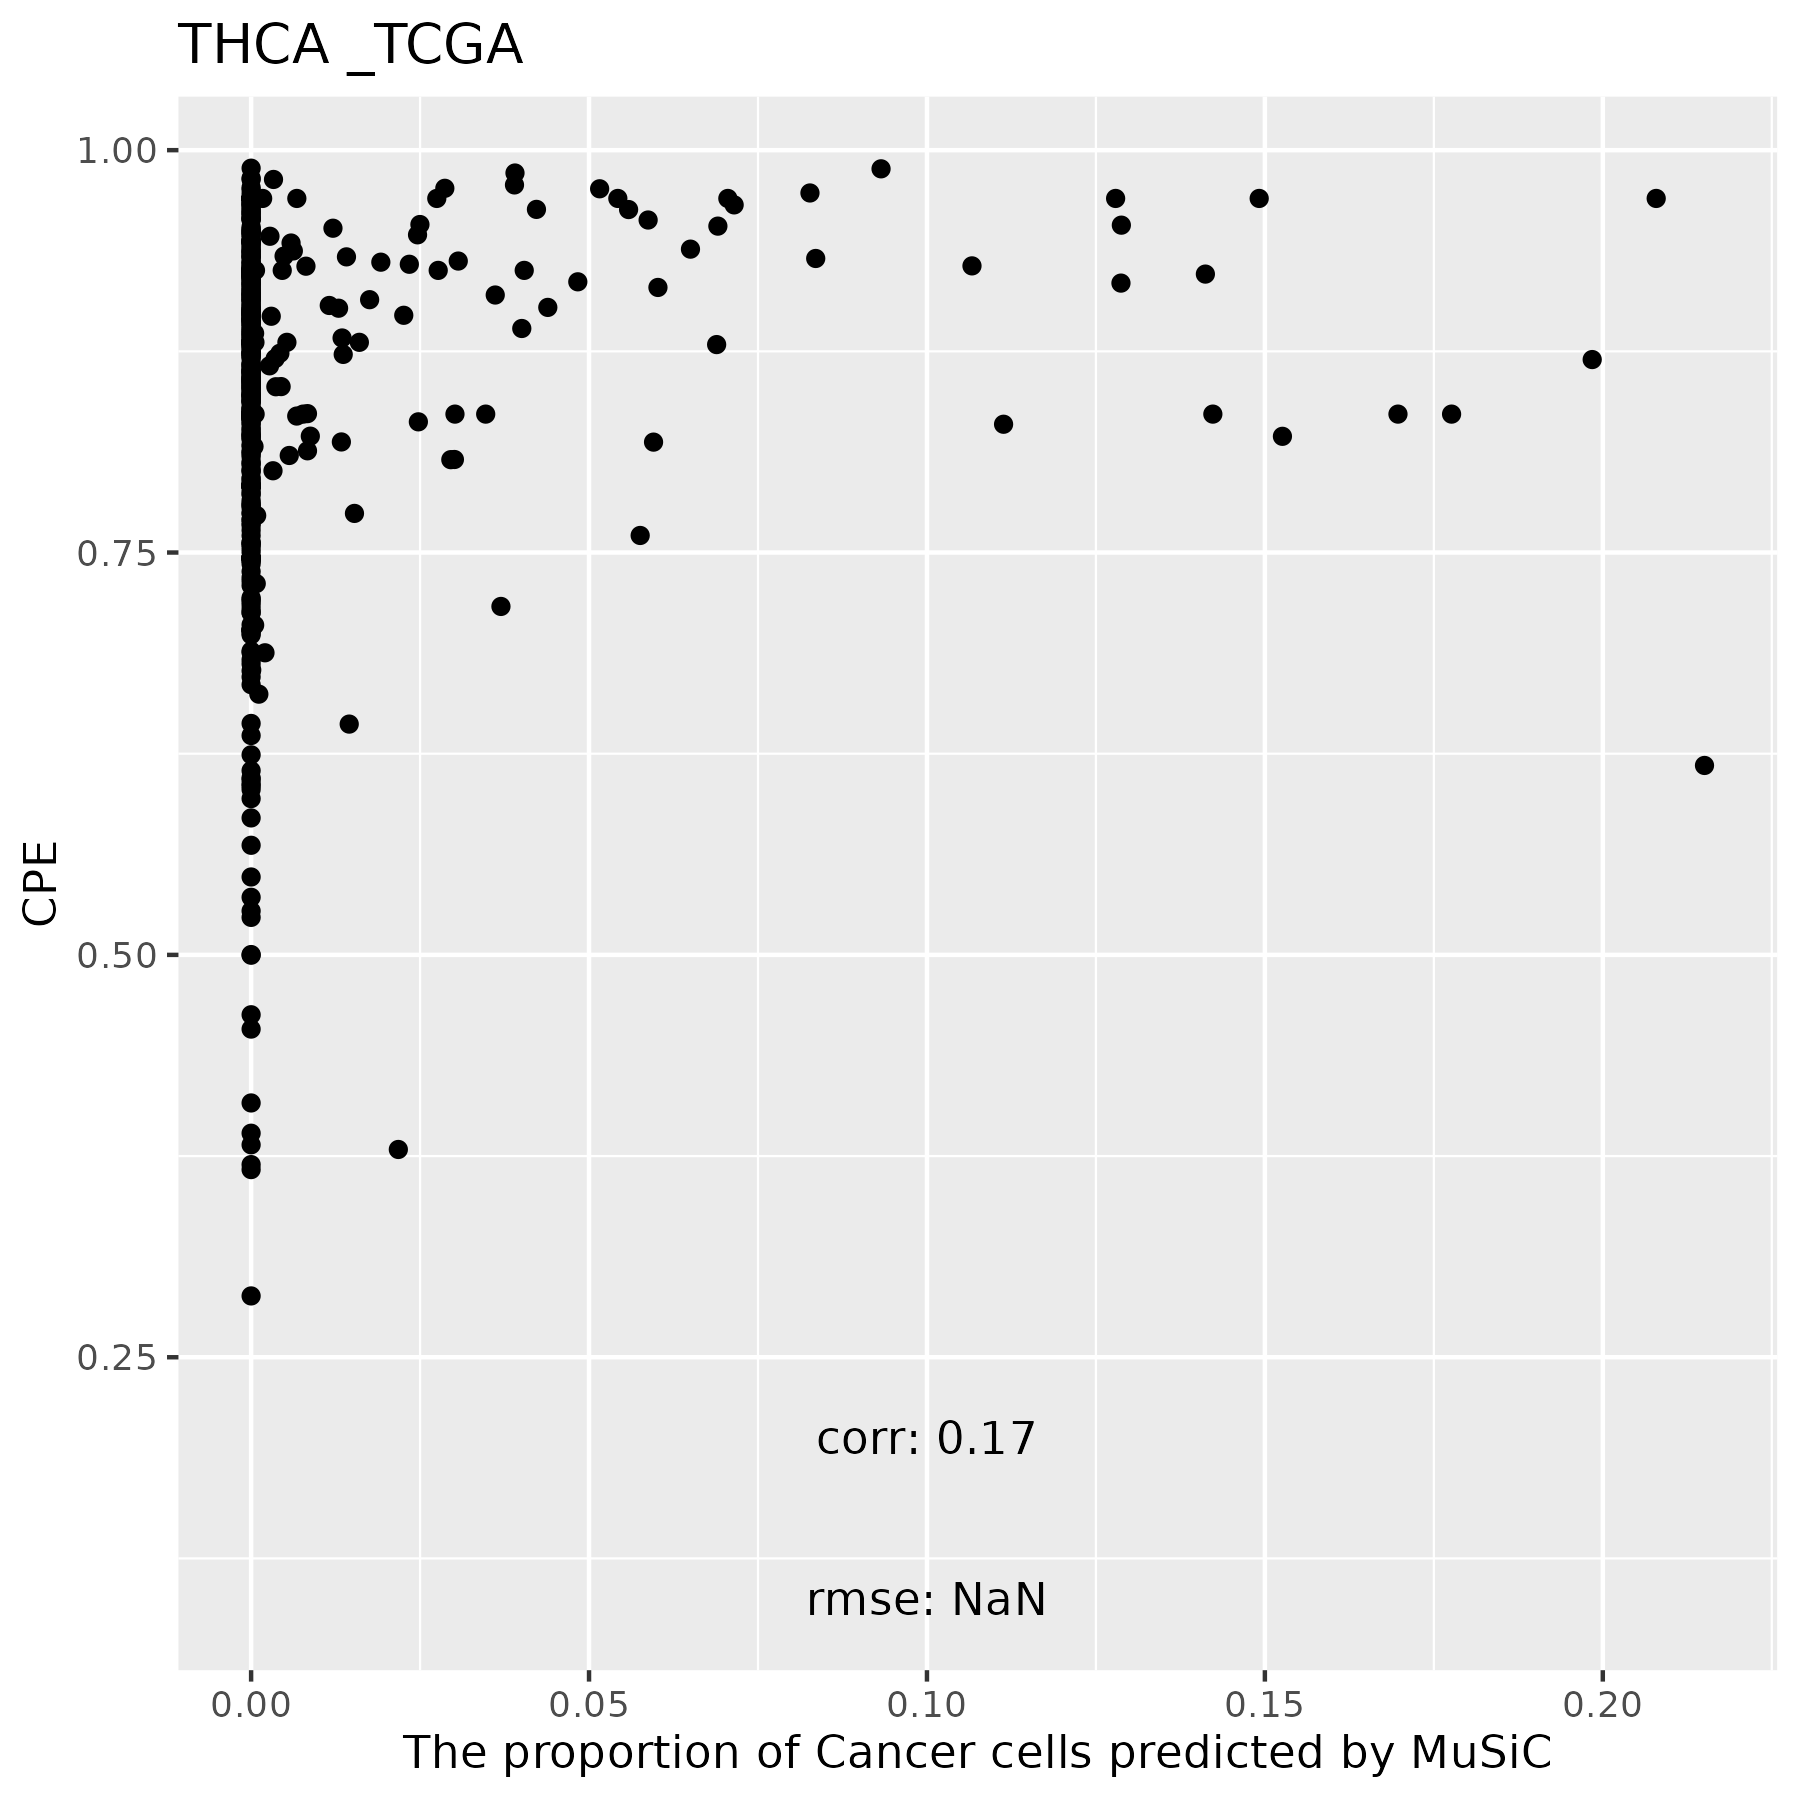 THCA _TCGA
1.00
0.75
0.50
0.25
CPE
corr: 0.17
rmse: NaN
0.00 0.05 0.10 0.15 0.20
The proportion of Cancer cells predicted by MuSiC